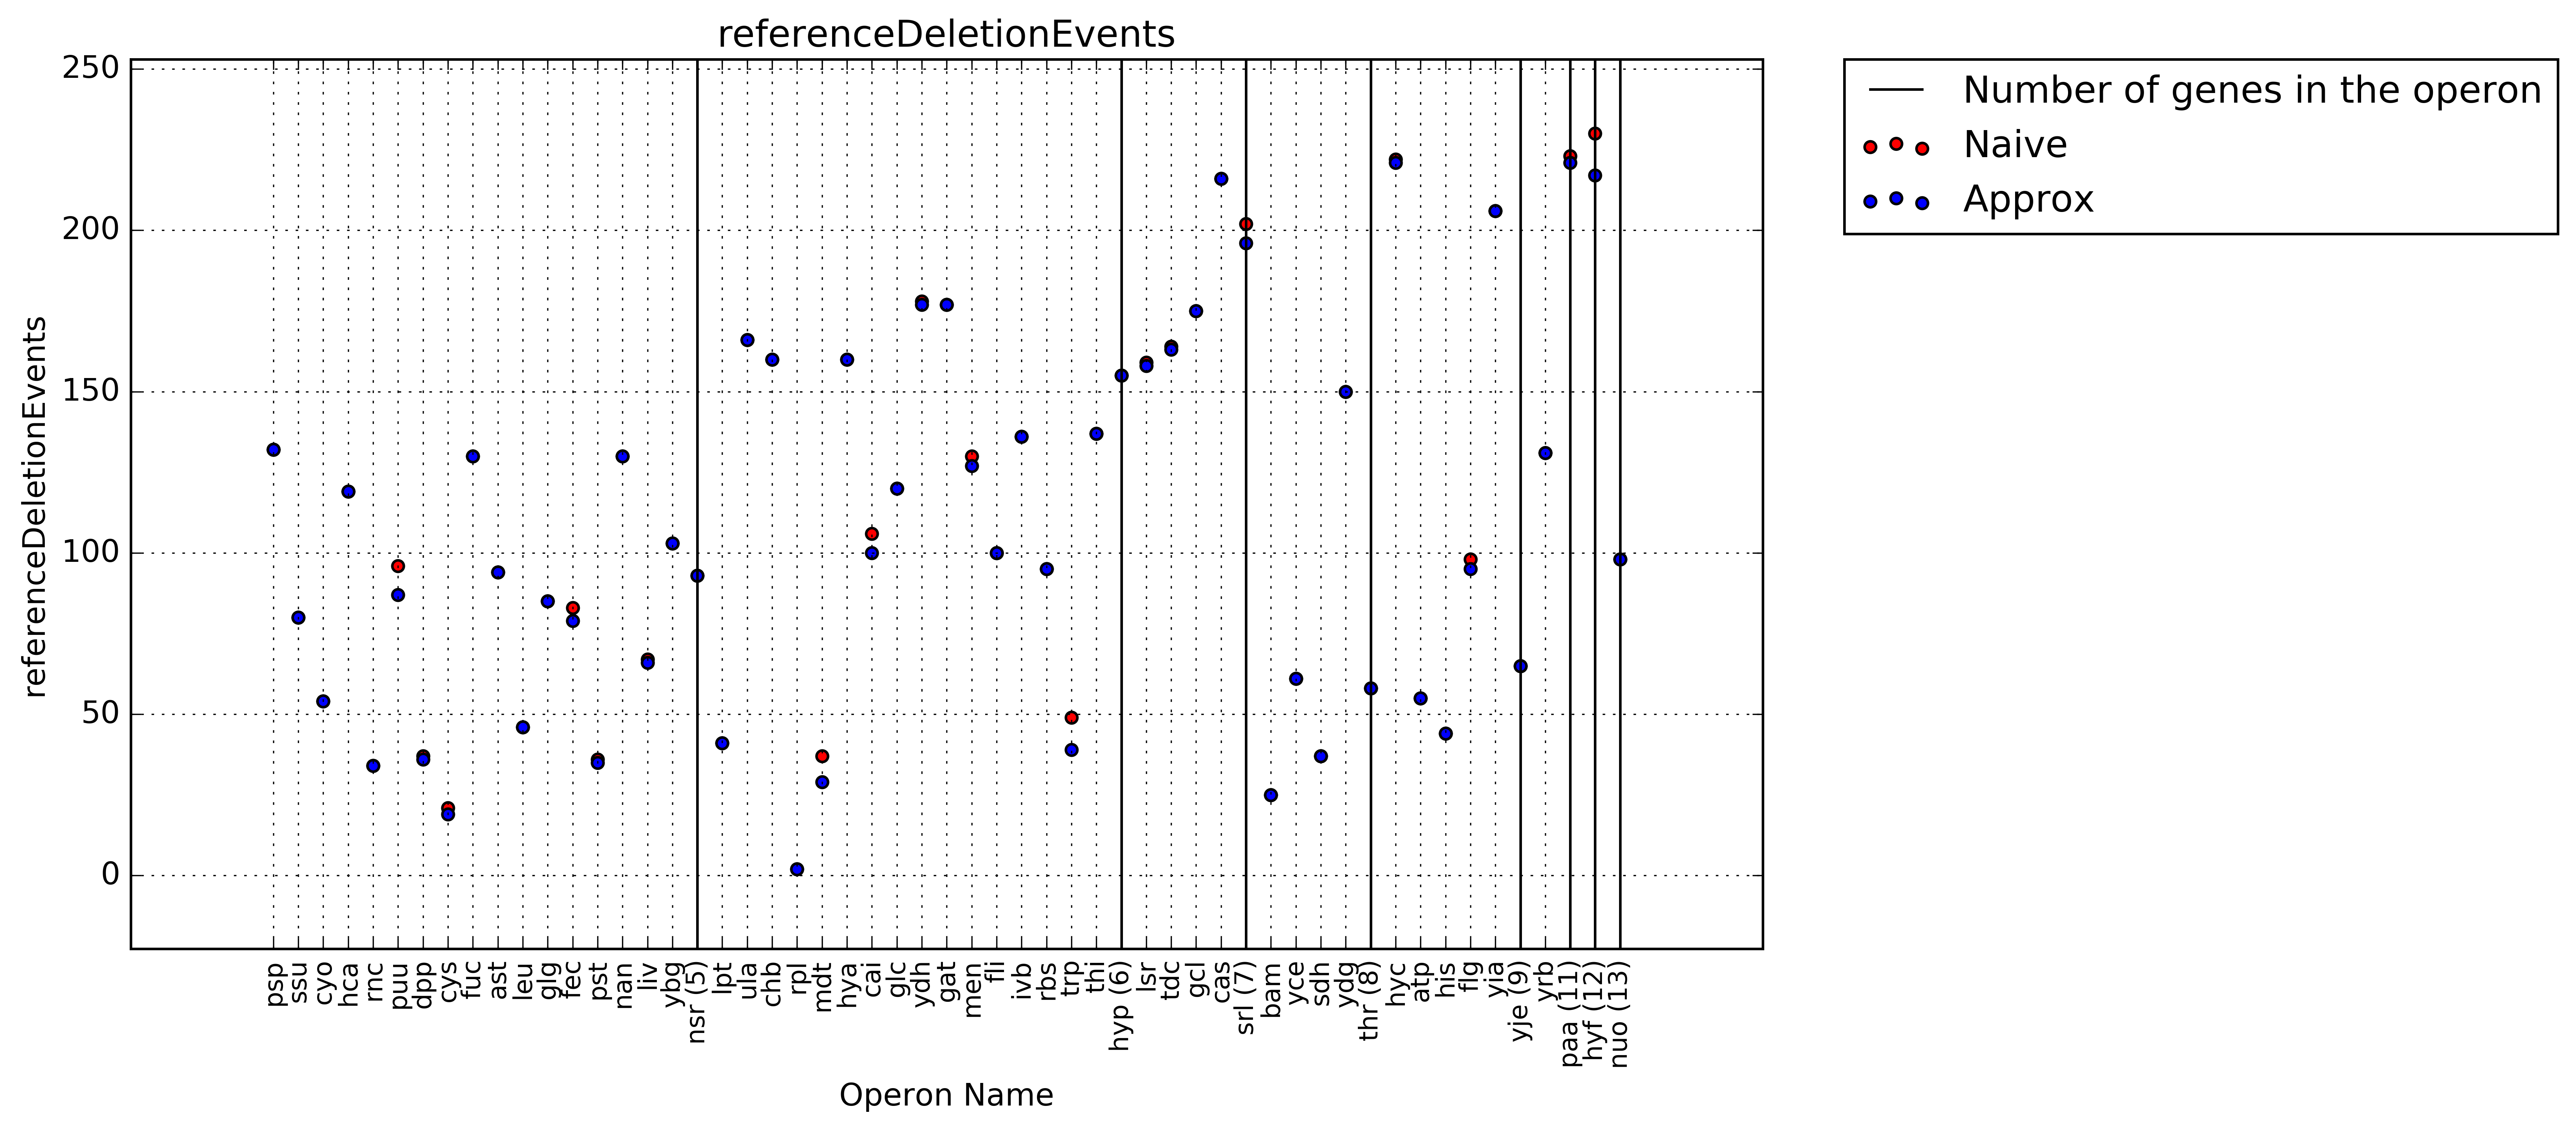 referenceDeletionEvents
Number of genes in the operon
Naive
Approx
referenceDeletionEvents
250
200
150
100
50
0
psp
ssu
cyo
hca
rnc
puu
dpp
cys
fuc
ast
leu
glg
fec
pst
nan
liv
ybg
nsr (5)
lpt
ula
chb
rpl
mdt
hya
cai
glc
ydh
gat
men
fli
ivb
rbs
trp
thi
hyp (6)
lsr
tdc
gcl
cas
srl (7)
bam
yce
sdh
ydg
thr (8)
hyc
atp
his
flg
yia
yje (9)
yrb
paa (11)
hyf (12)
nuo (13)
Operon Name